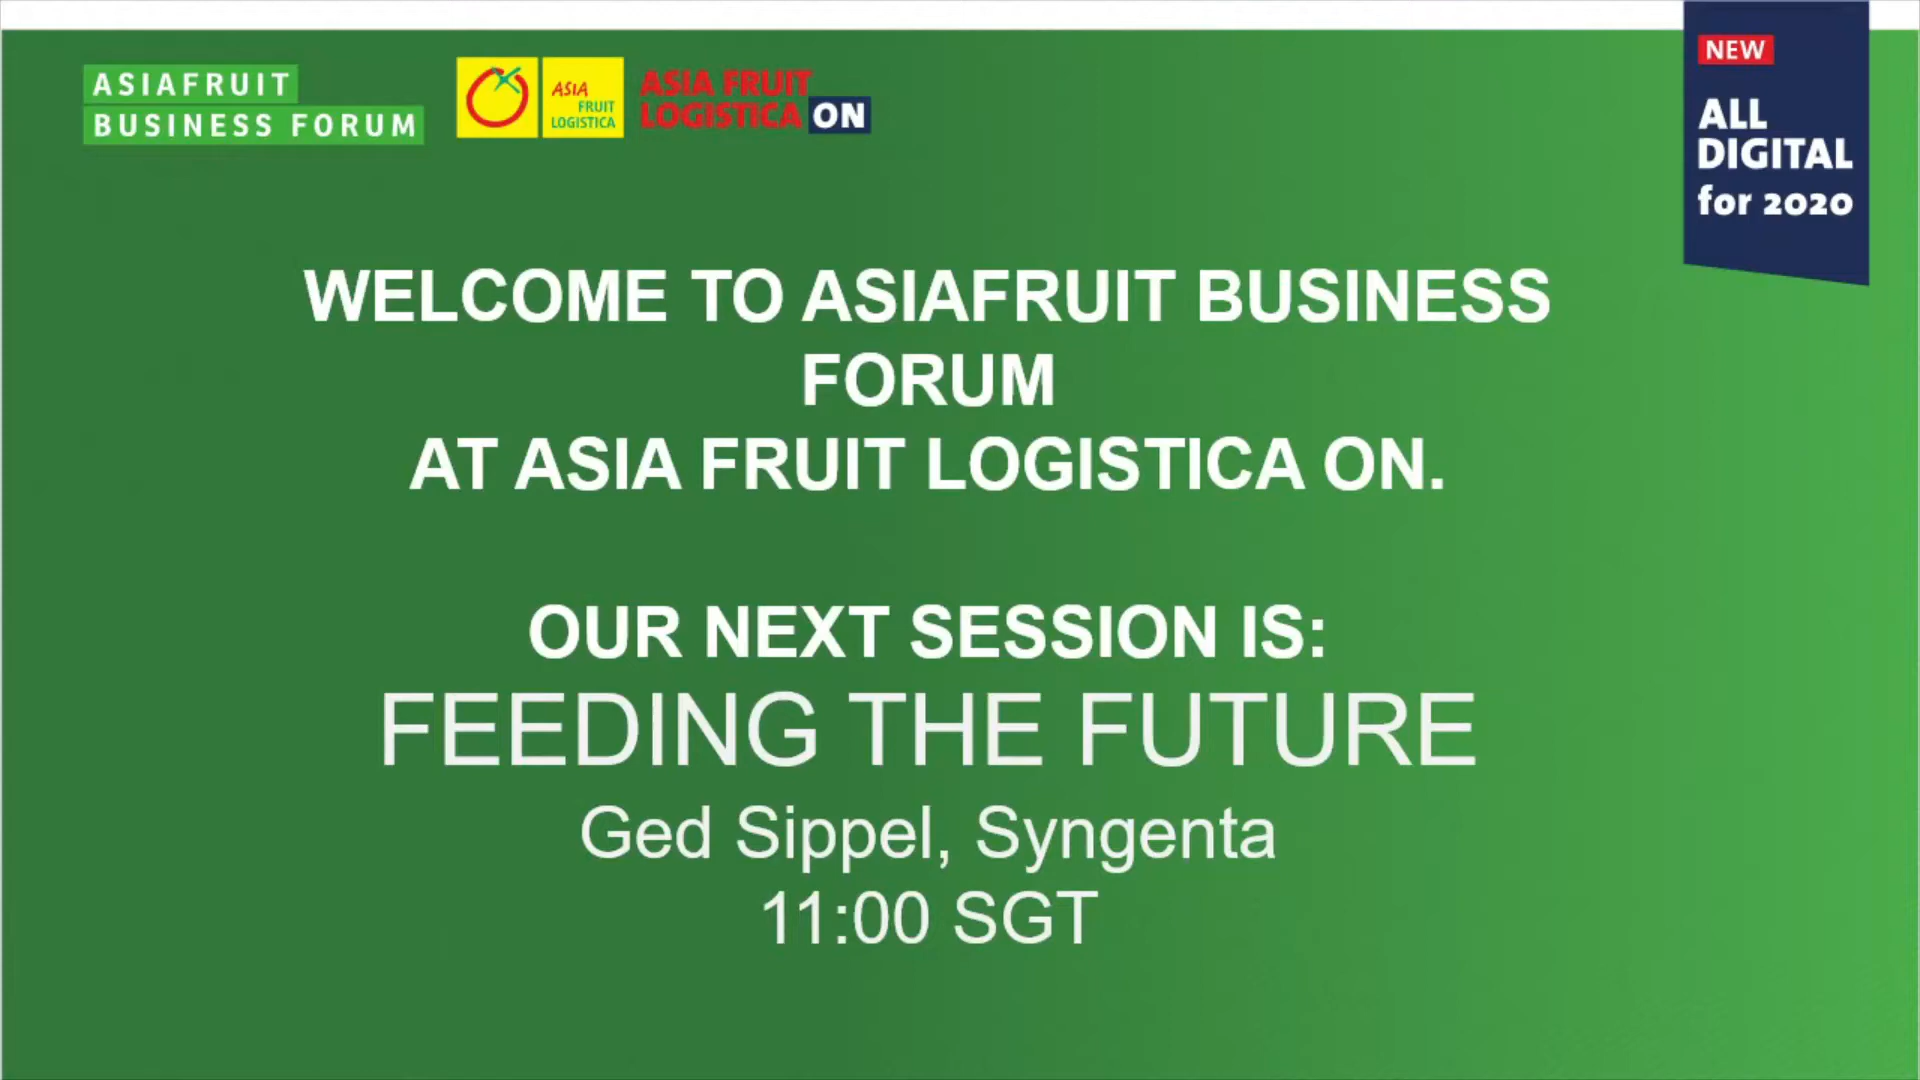 ASIAFRUIT
BUSINESS FORUM
ASIA
FRUIT
LOGISTICA
ASIA FRUIT
LOGISTICA ON
NEW
ALL
DIGITAL
for 2020
WELCOME TO ASIAFRUIT BUSINESS
FORUM
AT ASIA FRUIT LOGISTICA ON.
OUR NEXT SESSION IS:
FEEDING THE FUTURE
Ged Sippel, Syngenta
11:00 SGT